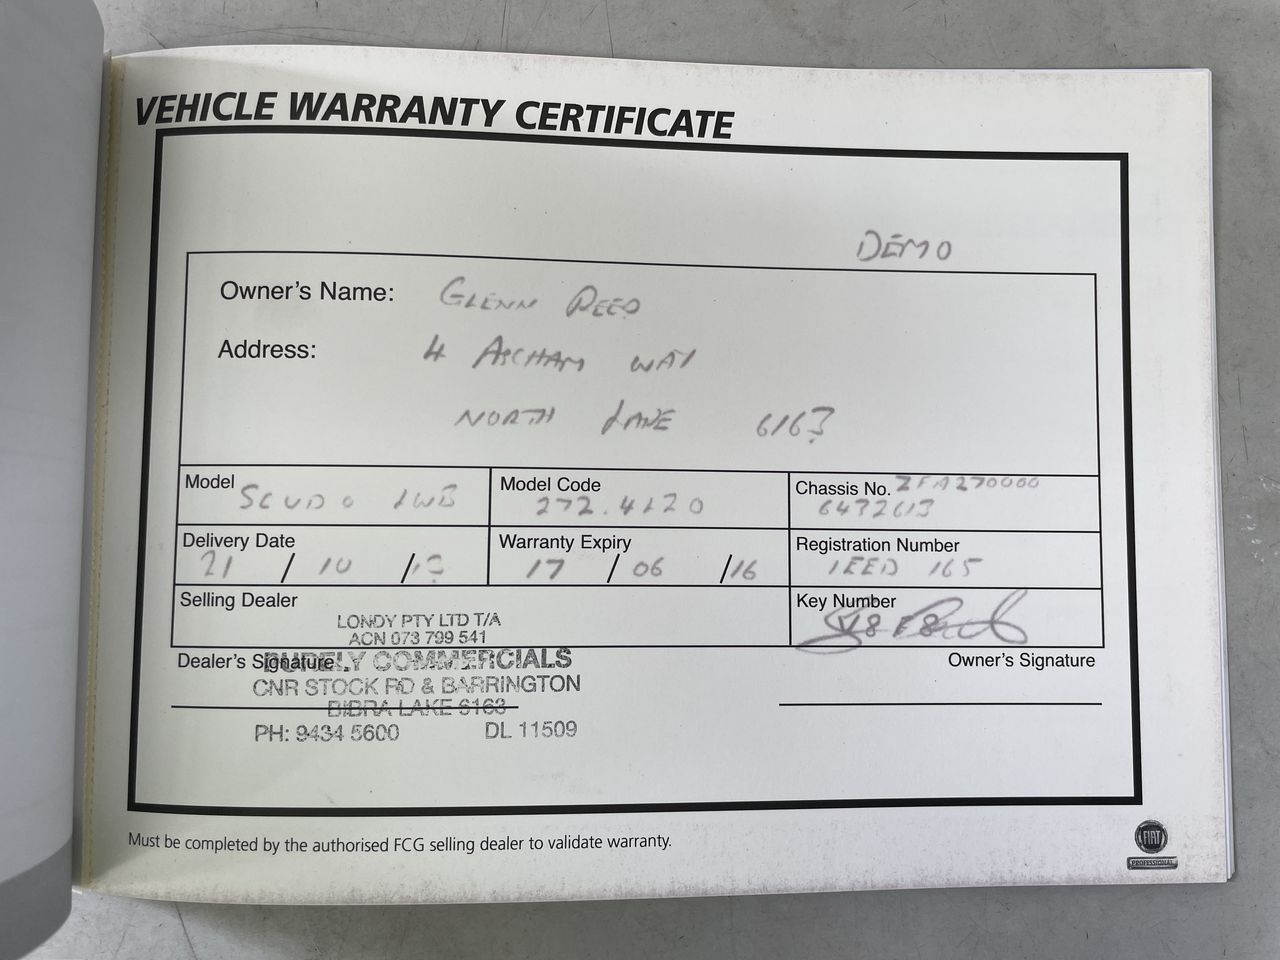 VEHICLE WARRANTY CERTIFICATE
DEMO
Owner's Name: GLENN REED
Address: 4 ASCHAM WAY
NORTH LAKE 6163
Model SCUDO LWB
Model Code 272.4120
Chassis No. ZFA270000
6432613
Delivery Date 21 / 10 / 13
Warranty Expiry 17 / 06 / 16
Registration Number 1EED 165
Selling Dealer
LONDY PTY LTD T/A
ACN 073 799 541
Key Number
Dealer's Signature
PURELY COMMERCIALS
Owner's Signature
CNR STOCK RD & BARRINGTON
BIBRA LAKE 6163
PH: 9434 5600 DL 11509
Must be completed by the authorised FCG selling dealer to validate warranty.
FIAT
PROFESSIONAL